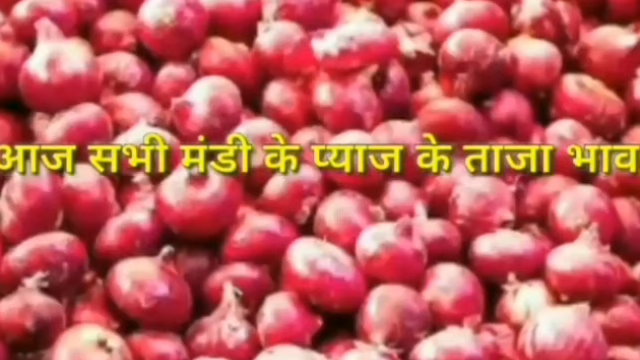 आज सभी मंडी के प्याज के ताजा भाव